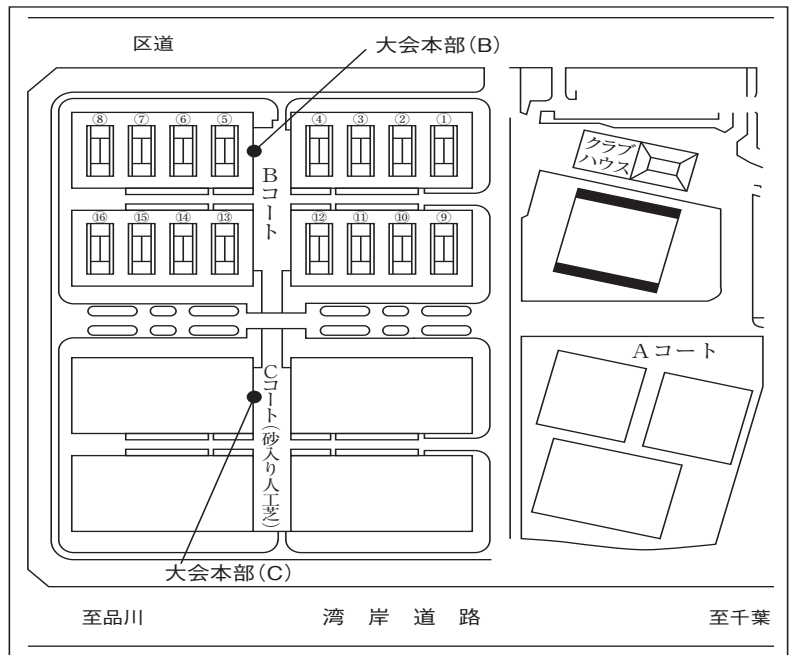 区道
大会本部(B)
⑧ ⑦ ⑥ ⑤ ④ ③ ② ①
クラブ
ハウス
Bコート
⑯ ⑮ ⑭ ⑬ ⑫ ⑪ ⑩ ⑨
Aコート
Cコート(砂入り人工芝)
大会本部(C)
至品川 湾岸道路 至千葉